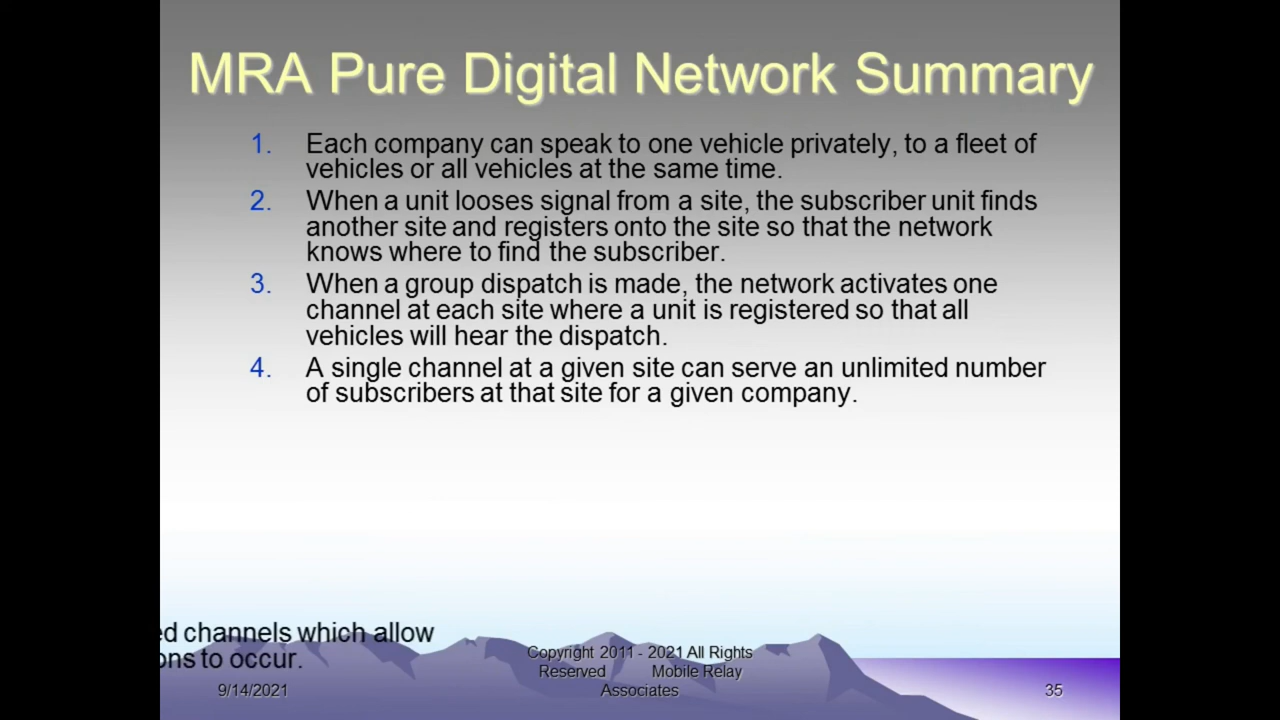 MRA Pure Digital Network Summary
1. Each company can speak to one vehicle privately, to a fleet of
vehicles or all vehicles at the same time.
2. When a unit looses signal from a site, the subscriber unit finds
another site and registers onto the site so that the network
knows where to find the subscriber.
3. When a group dispatch is made, the network activates one
channel at each site where a unit is registered so that all
vehicles will hear the dispatch.
4. A single channel at a given site can serve an unlimited number
of subscribers at that site for a given company.
ed channels which allow
ons to occur.
Copyright 2011 - 2021 All Rights
Reserved Mobile Relay
Associates
9/14/2021
35